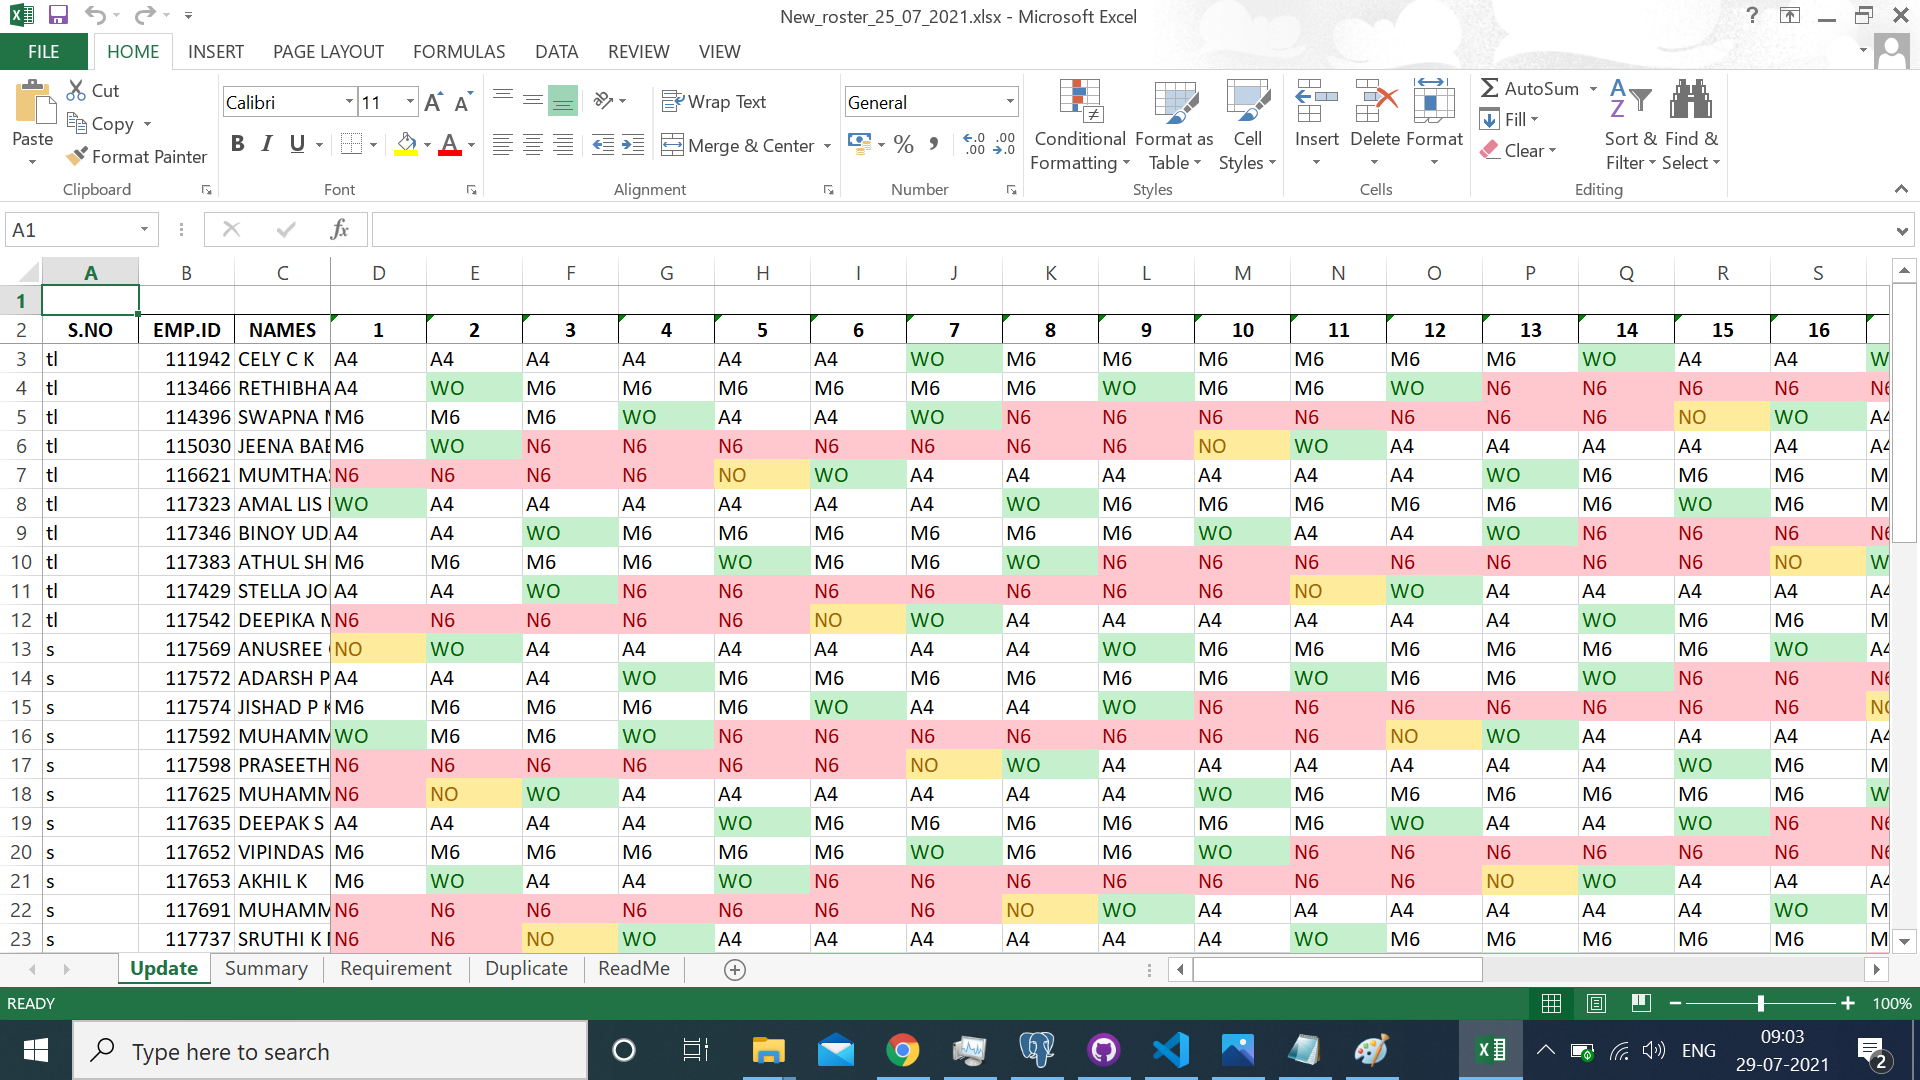 New_roster_25_07_2021.xlsx - Microsoft Excel
FILE HOME INSERT PAGE LAYOUT FORMULAS DATA REVIEW VIEW
Paste
Cut
Copy
Format Painter
Clipboard
Calibri 11
B I U
Font
Wrap Text
Merge & Center
Alignment
General
Number
Conditional Formatting
Format as Table
Cell Styles
Styles
Insert Delete Format
Cells
AutoSum
Fill
Clear
Sort & Filter
Find & Select
Editing
A1 fx
A B C D E F G H I J K L M N O P Q R S
1
2 S.NO EMP.ID NAMES 1 2 3 4 5 6 7 8 9 10 11 12 13 14 15 16
3 tl 111942 CELY C K A4 A4 A4 A4 A4 A4 WO M6 M6 M6 M6 M6 M6 WO A4 A4
4 tl 113466 RETHIBHA A4 WO M6 M6 M6 M6 M6 M6 WO M6 M6 WO N6 N6 N6 N6
5 tl 114396 SWAPNA M6 M6 M6 WO A4 A4 WO N6 N6 N6 N6 N6 N6 N6 NO WO
6 tl 115030 JEENA M6 WO N6 N6 N6 N6 N6 N6 N6 NO WO A4 A4 A4 A4 A4
7 tl 116621 MUMTHA N6 N6 N6 N6 NO WO A4 A4 A4 A4 A4 A4 WO M6 M6 M6
8 tl 117323 AMAL LIS WO A4 A4 A4 A4 A4 A4 WO M6 M6 M6 M6 M6 M6 WO M6
9 tl 117346 BINOY UD A4 A4 WO M6 M6 M6 M6 M6 M6 WO A4 A4 WO N6 N6 N6
10 tl 117383 ATHUL SH M6 M6 M6 M6 WO M6 M6 WO N6 N6 N6 N6 N6 N6 N6 NO
11 tl 117429 STELLA JO A4 A4 WO N6 N6 N6 N6 N6 N6 N6 NO WO A4 A4 A4 A4
12 tl 117542 DEEPIKA N6 N6 N6 N6 N6 NO WO A4 A4 A4 A4 A4 A4 WO M6 M6
13 s 117569 ANUSREE NO WO A4 A4 A4 A4 A4 A4 WO M6 M6 M6 M6 M6 M6 WO
14 s 117572 ADARSH P A4 A4 A4 WO M6 M6 M6 M6 M6 M6 WO M6 M6 WO N6 N6
15 s 117574 JISHAD P K M6 M6 M6 M6 M6 WO A4 A4 WO N6 N6 N6 N6 N6 N6 N6
16 s 117592 MUHAMM WO M6 M6 WO N6 N6 N6 N6 N6 N6 N6 NO WO A4 A4 A4
17 s 117598 PRASEETH N6 N6 N6 N6 N6 N6 NO WO A4 A4 A4 A4 A4 A4 WO M6
18 s 117625 MUHAMM N6 NO WO A4 A4 A4 A4 A4 A4 WO M6 M6 M6 M6 M6 M6
19 s 117635 DEEPAK S A4 A4 A4 A4 WO M6 M6 M6 M6 M6 M6 WO A4 A4 WO N6
20 s 117652 VIPINDAS M6 M6 M6 M6 M6 M6 WO M6 M6 WO N6 N6 N6 N6 N6 N6
21 s 117653 AKHIL K M6 WO A4 A4 WO N6 N6 N6 N6 N6 N6 N6 NO WO A4 A4
22 s 117691 MUHAMM N6 N6 N6 N6 N6 N6 N6 NO WO A4 A4 A4 A4 A4 A4 WO
23 s 117737 SRUTHI K N6 N6 NO WO A4 A4 A4 A4 A4 A4 WO M6 M6 M6 M6 M6
Update Summary Requirement Duplicate ReadMe
READY 100%
Type here to search
ENG
09:03
29-07-2021
2